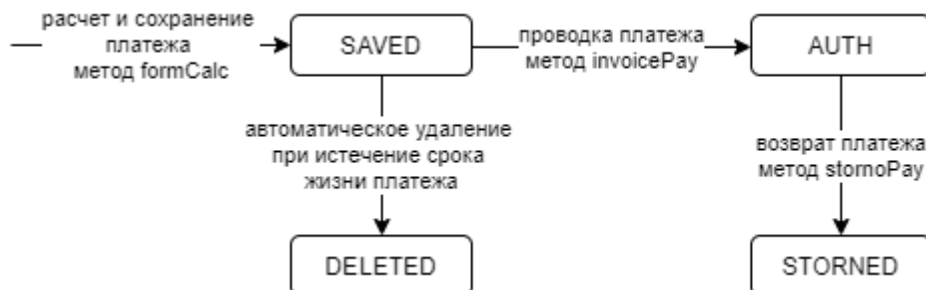 расчет и сохранение
платежа
метод formCalc
SAVED
проводка платежа
метод invoicePay
AUTH
автоматическое удаление
при истечение срока
жизни платежа
возврат платежа
метод stornoPay
DELETED
STORNED